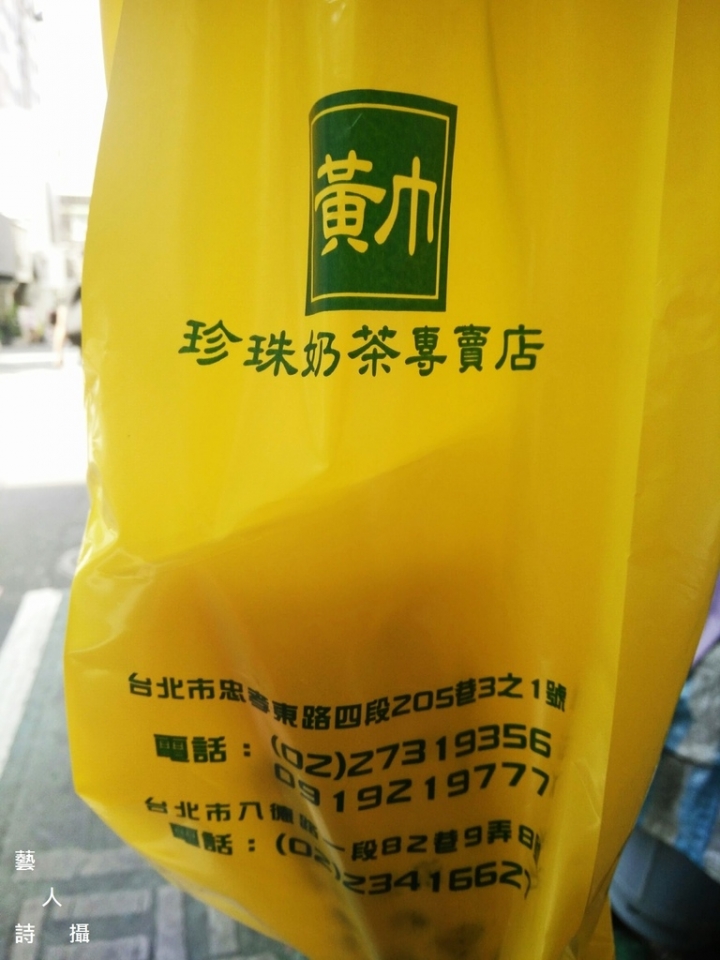 黃巾
珍珠奶茶專賣店
台北市忠孝東路四段205巷3之1號
電話：(02)27319356
0919219777
台北市八德路一段82巷9弄8
電話：(02)2341662
藝
人
詩 攝